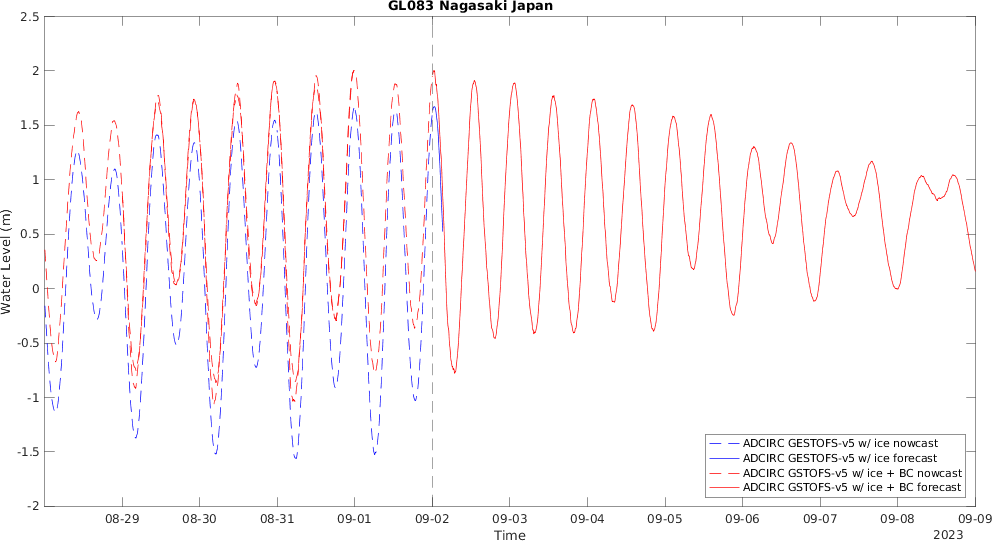 GL083 Nagasaki Japan
2.5
2
1.5
1
0.5
0
-0.5
-1
-1.5
-2
Water Level (m)
ADCIRC GESTOFS-v5 w/ ice nowcast
ADCIRC GESTOFS-v5 w/ ice forecast
ADCIRC GSTOFS-v5 w/ ice + BC nowcast
ADCIRC GSTOFS-v5 w/ ice + BC forecast
08-29 08-30 08-31 09-01 09-02 09-03 09-04 09-05 09-06 09-07 09-08 09-09
Time
2023